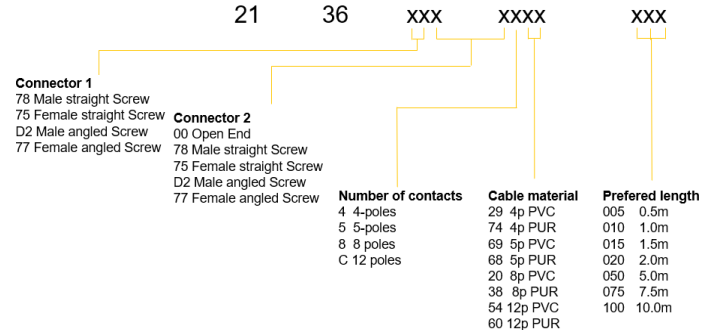 21 36 xxx xxxx xxx
Connector 1
78 Male straight Screw
75 Female straight Screw
D2 Male angled Screw
77 Female angled Screw
Connector 2
00 Open End
78 Male straight Screw
75 Female straight Screw
D2 Male angled Screw
77 Female angled Screw
Number of contacts
4 4-poles
5 5-poles
8 8 poles
C 12 poles
Cable material
29 4p PVC
74 4p PUR
69 5p PVC
68 5p PUR
20 8p PVC
38 8p PUR
54 12p PVC
60 12p PUR
Prefered length
005 0.5m
010 1.0m
015 1.5m
020 2.0m
050 5.0m
075 7.5m
100 10.0m